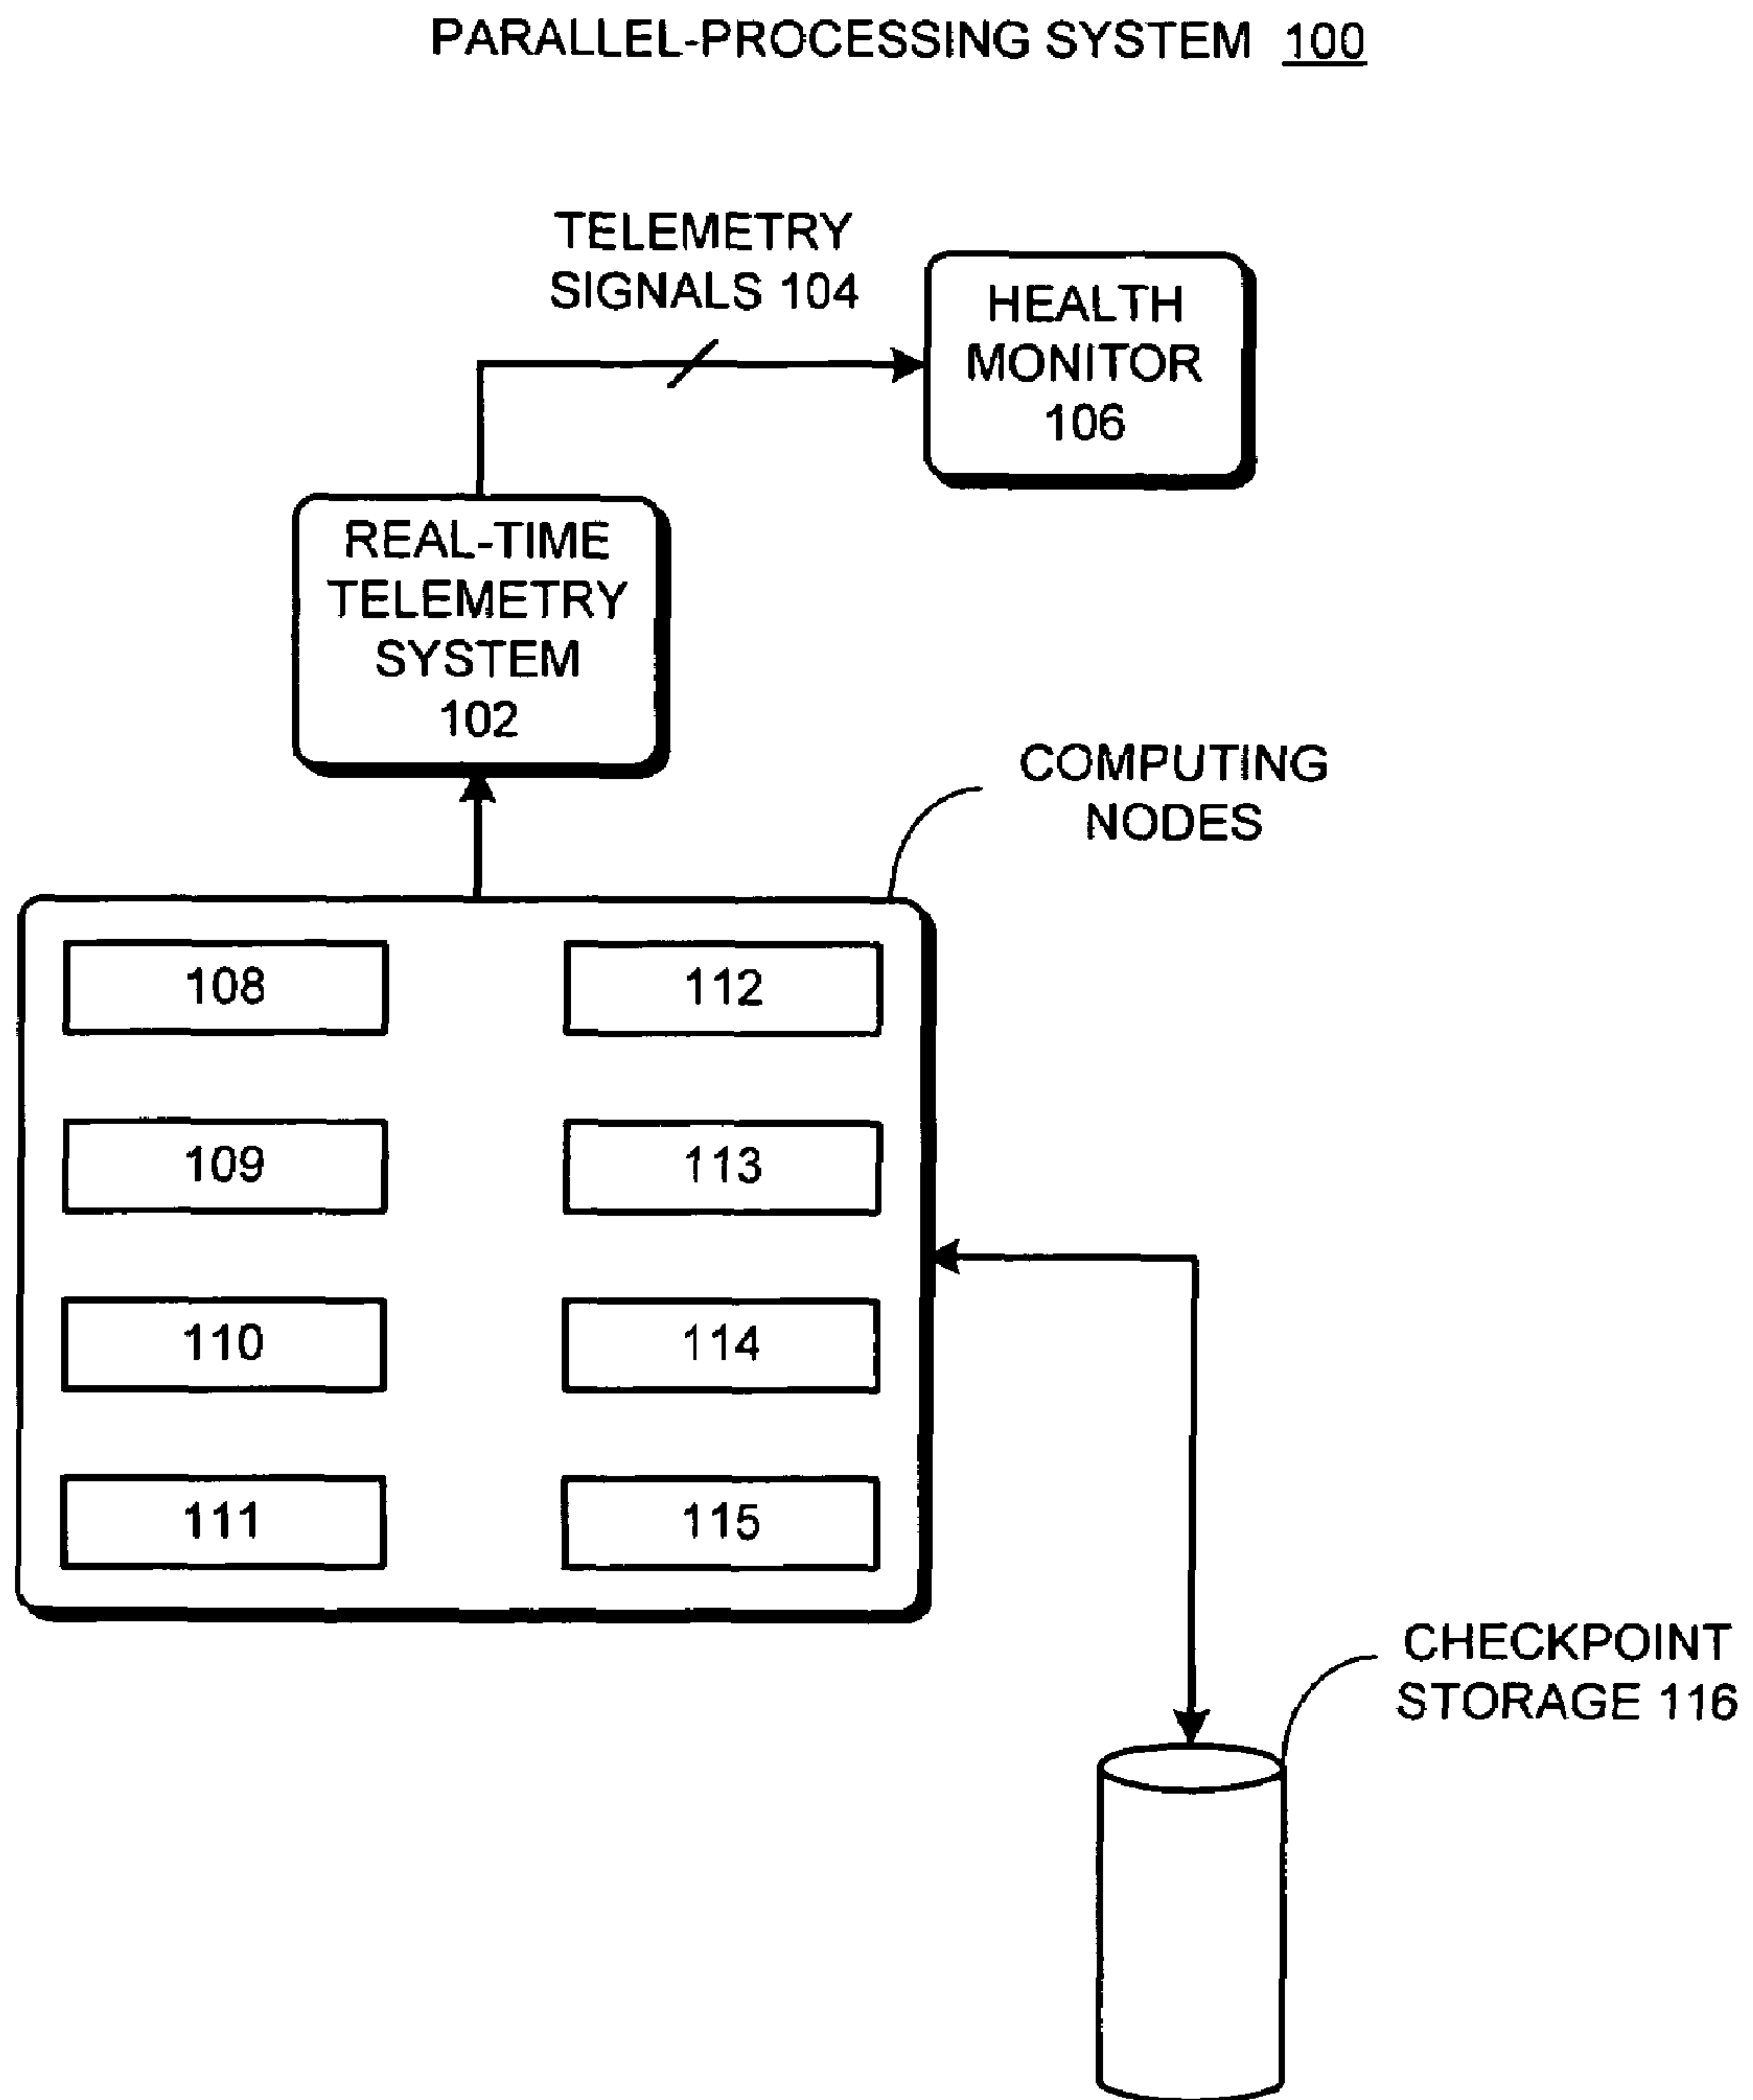 PARALLEL-PROCESSING SYSTEM 100
TELEMETRY
SIGNALS 104
HEALTH
MONITOR
106
REAL-TIME
TELEMETRY
SYSTEM
102
COMPUTING
NODES
108
112
109
113
110
114
111
115
CHECKPOINT
STORAGE 116